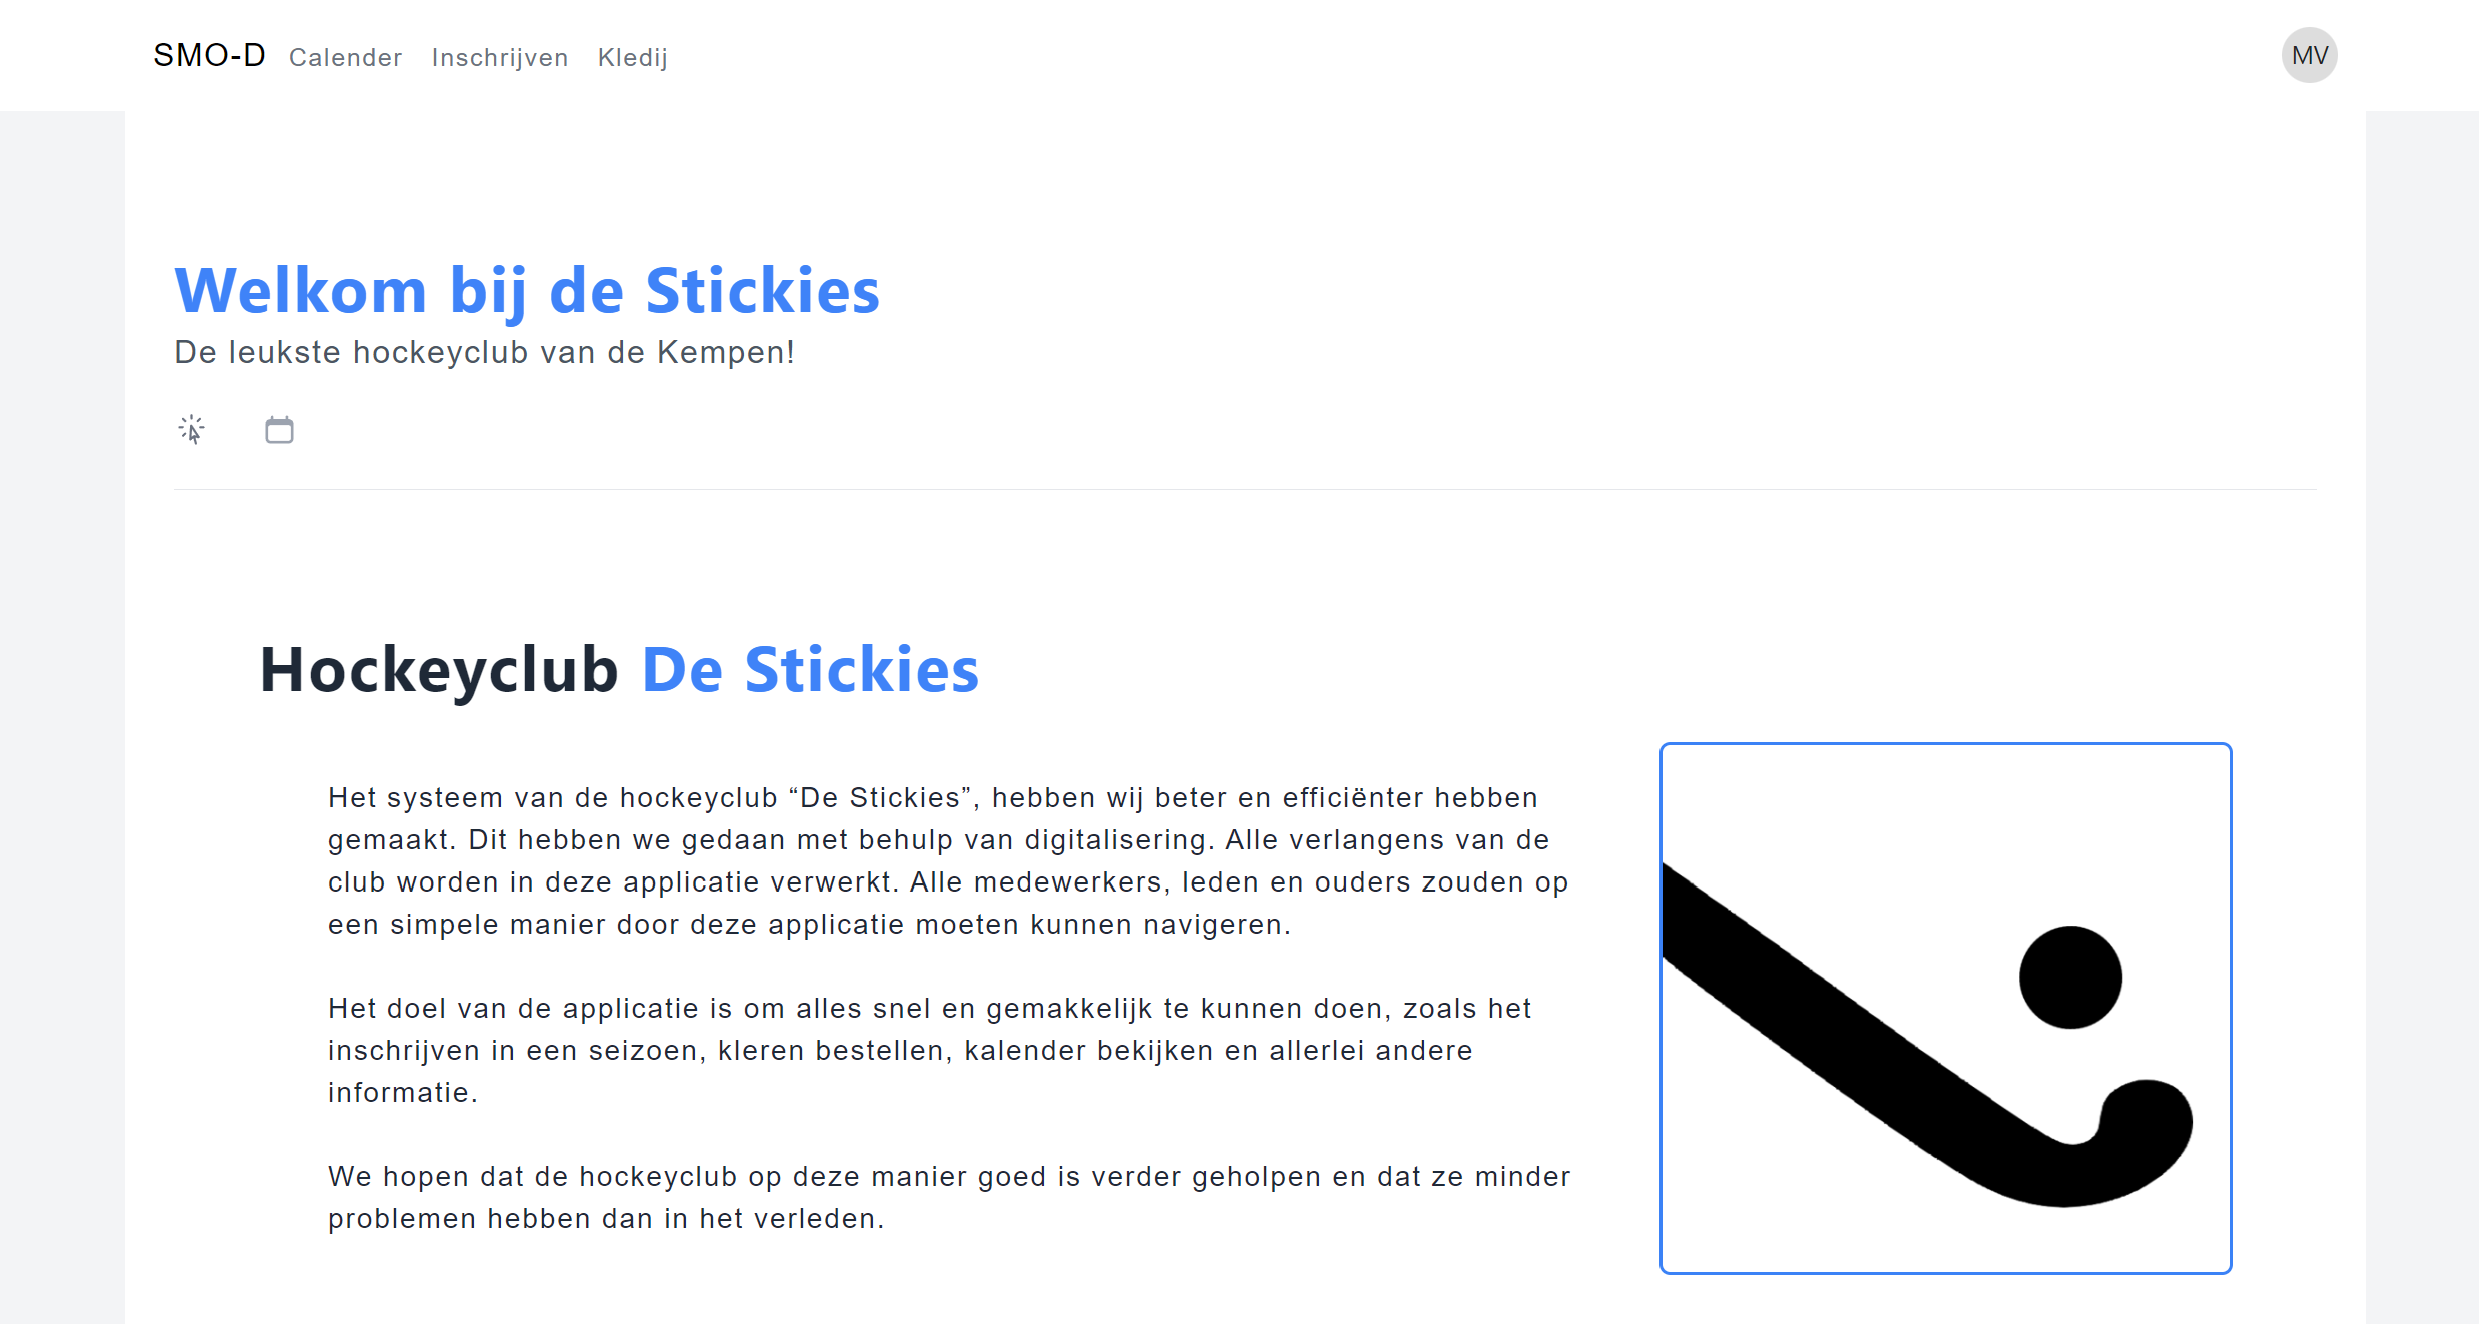 SMO-D Calender Inschrijven Kledij MV
Welkom bij de Stickies
De leukste hockeyclub van de Kempen!
Hockeyclub De Stickies
Het systeem van de hockeyclub “De Stickies”, hebben wij beter en efficiënter hebben
gemaakt. Dit hebben we gedaan met behulp van digitalisering. Alle verlangens van de
club worden in deze applicatie verwerkt. Alle medewerkers, leden en ouders zouden op
een simpele manier door deze applicatie moeten kunnen navigeren.
Het doel van de applicatie is om alles snel en gemakkelijk te kunnen doen, zoals het
inschrijven in een seizoen, kleren bestellen, kalender bekijken en allerlei andere
informatie.
We hopen dat de hockeyclub op deze manier goed is verder geholpen en dat ze minder
problemen hebben dan in het verleden.